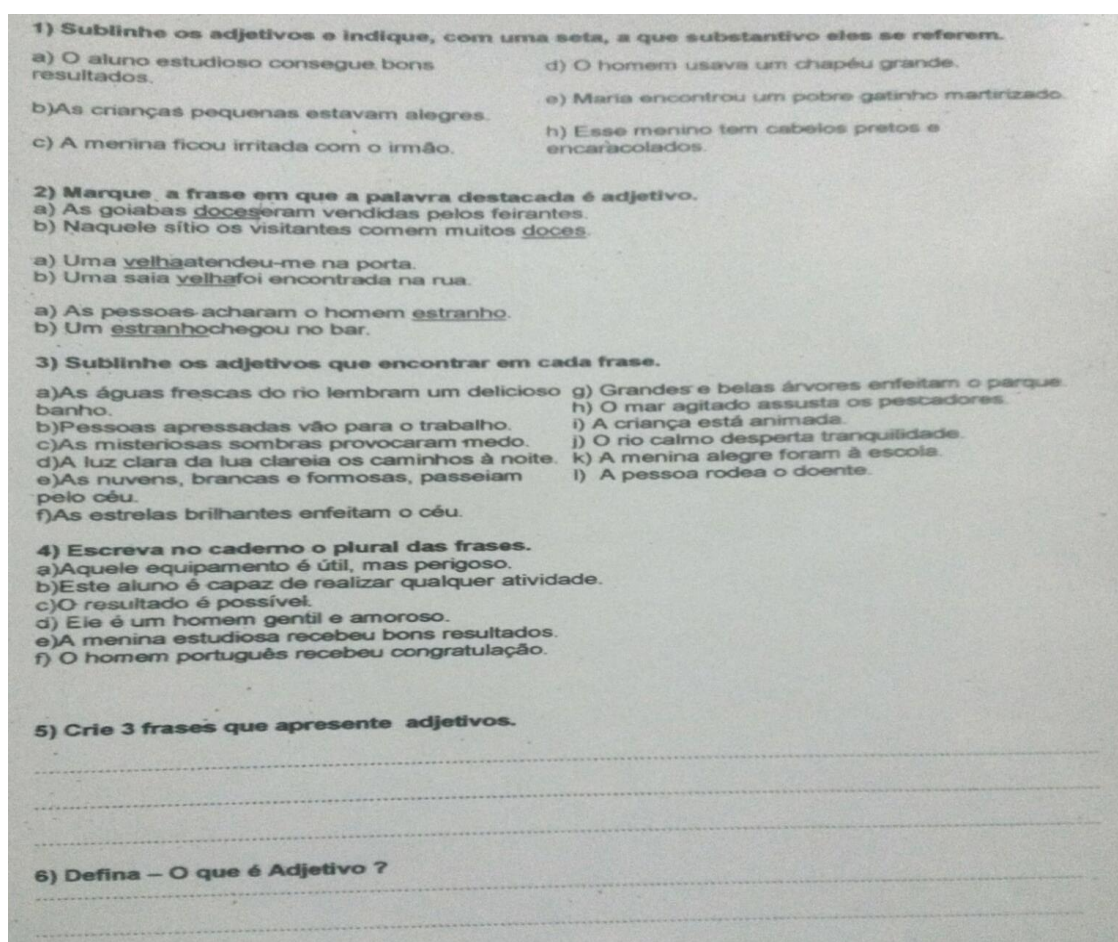 1) Sublinhe os adjetivos e indique, com uma seta, a que substantivo eles se referem.
a) O aluno estudioso consegue bons
resultados.
b)As crianças pequenas estavam alegres.
c) A menina ficou irritada com o irmão.
d) O homem usava um chapéu grande.
e) Maria encontrou um pobre gatinho martirizado.
h) Esse menino tem cabelos pretos e
encaracolados.
2) Marque a frase em que a palavra destacada é adjetivo.
a) As goiabas doceseram vendidas pelos feirantes.
b) Naquele sítio os visitantes comem muitos doces.
a) Uma velhaatendeu-me na porta.
b) Uma saia velhafoi encontrada na rua.
a) As pessoas acharam o homem estranho.
b) Um estranhochegou no bar.
3) Sublinhe os adjetivos que encontrar em cada frase.
a)As águas frescas do rio lembram um delicioso
banho.
b)Pessoas apressadas vão para o trabalho.
c)As misteriosas sombras provocaram medo.
d)A luz clara da lua clareia os caminhos à noite.
e)As nuvens, brancas e formosas, passeiam
pelo céu.
f)As estrelas brilhantes enfeitam o céu.
g) Grandes e belas árvores enfeitam o parque.
h) O mar agitado assusta os pescadores.
i) A criança está animada.
j) O rio calmo desperta tranquilidade.
k) A menina alegre foram à escola.
l) A pessoa rodea o doente.
4) Escreva no caderno o plural das frases.
a)Aquele equipamento é útil, mas perigoso.
b)Este aluno é capaz de realizar qualquer atividade.
c)O resultado é possível.
d) Ele é um homem gentil e amoroso.
e)A menina estudiosa recebeu bons resultados.
f) O homem português recebeu congratulação.
5) Crie 3 frases que apresente adjetivos.
6) Defina – O que é Adjetivo ?